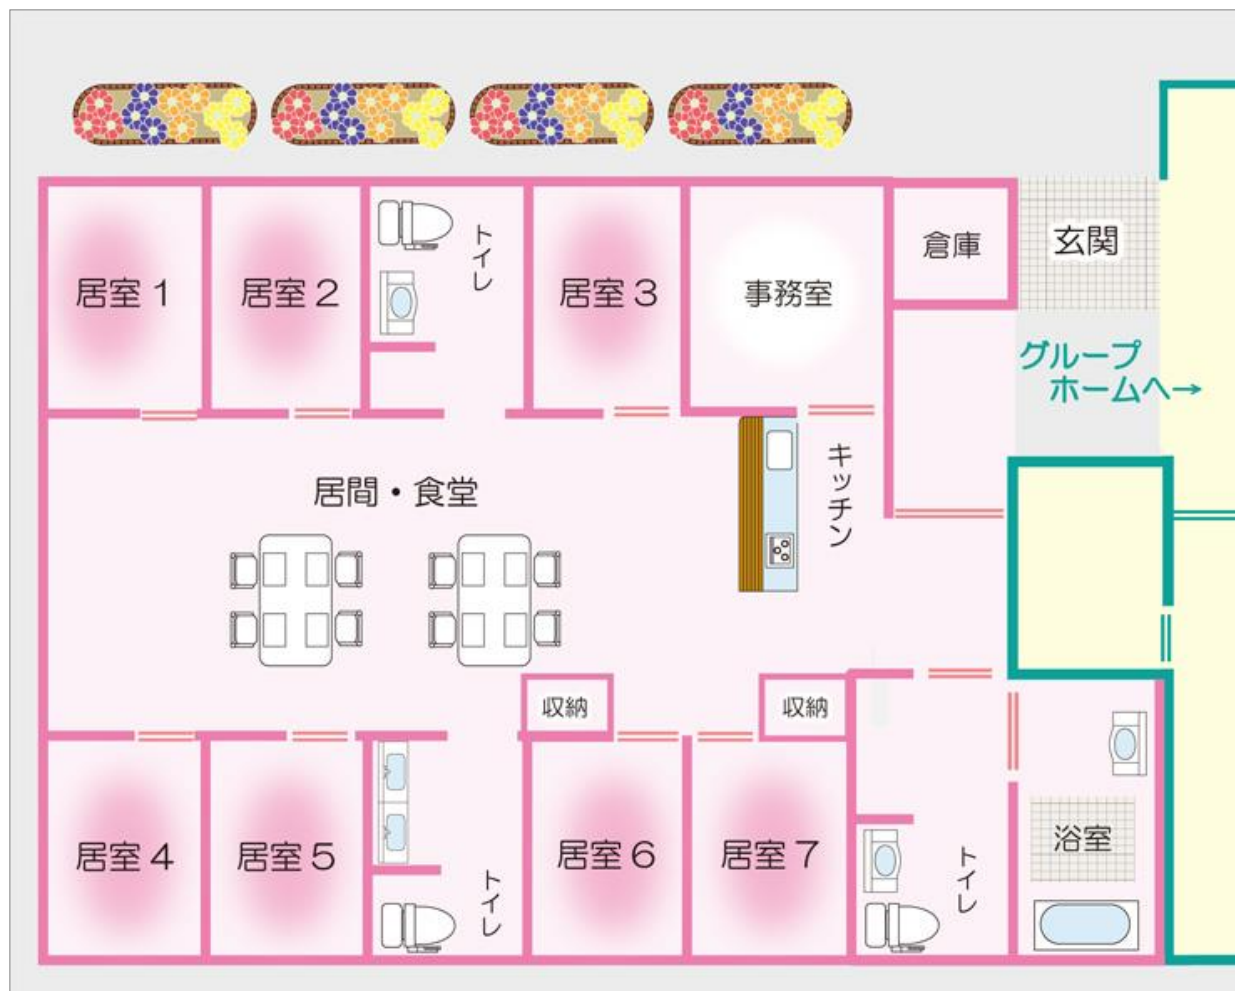 居室1
居室2
トイレ
居室3
事務室
倉庫
玄関
グループ
ホームへ→
居間・食堂
キッチン
収納
収納
居室4
居室5
トイレ
居室6
居室7
トイレ
浴室